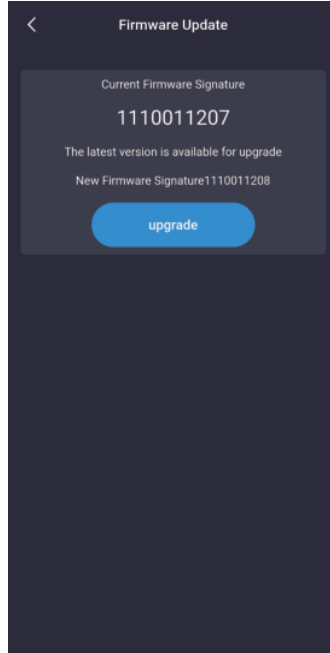 Firmware Update
Current Firmware Signature
1110011207
The latest version is available for upgrade
New Firmware Signature1110011208
upgrade